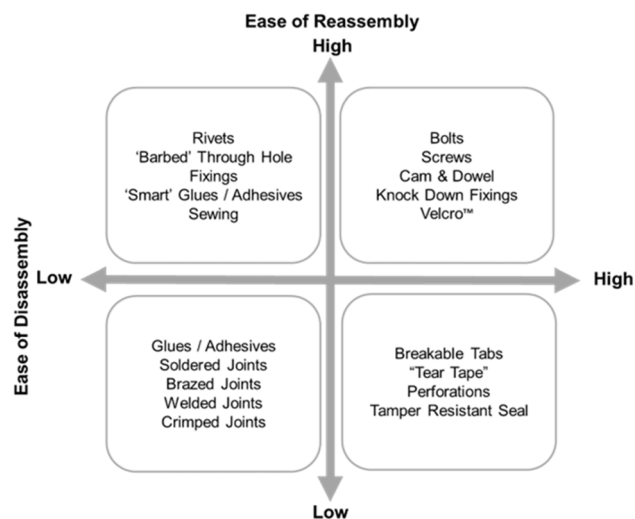 Ease of Reassembly
High
Rivets
‘Barbed’ Through Hole
Fixings
‘Smart’ Glues / Adhesives
Sewing
Bolts
Screws
Cam & Dowel
Knock Down Fixings
Velcro™
Ease of Disassembly
Low
High
Glues / Adhesives
Soldered Joints
Brazed Joints
Welded Joints
Crimped Joints
Breakable Tabs
“Tear Tape”
Perforations
Tamper Resistant Seal
Low